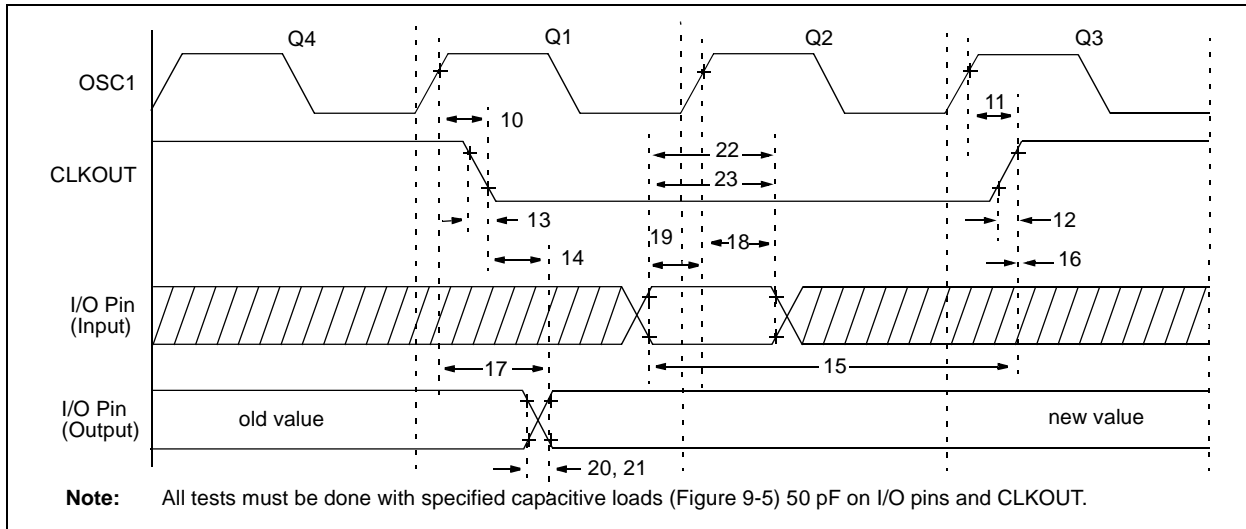 Q4 Q1 Q2 Q3
OSC1
11
10
22
CLKOUT
23
13
12
19
18
14
16
I/O Pin
(Input)
17
15
I/O Pin
(Output)
old value
new value
20, 21
Note: All tests must be done with specified capacitive loads (Figure 9-5) 50 pF on I/O pins and CLKOUT.